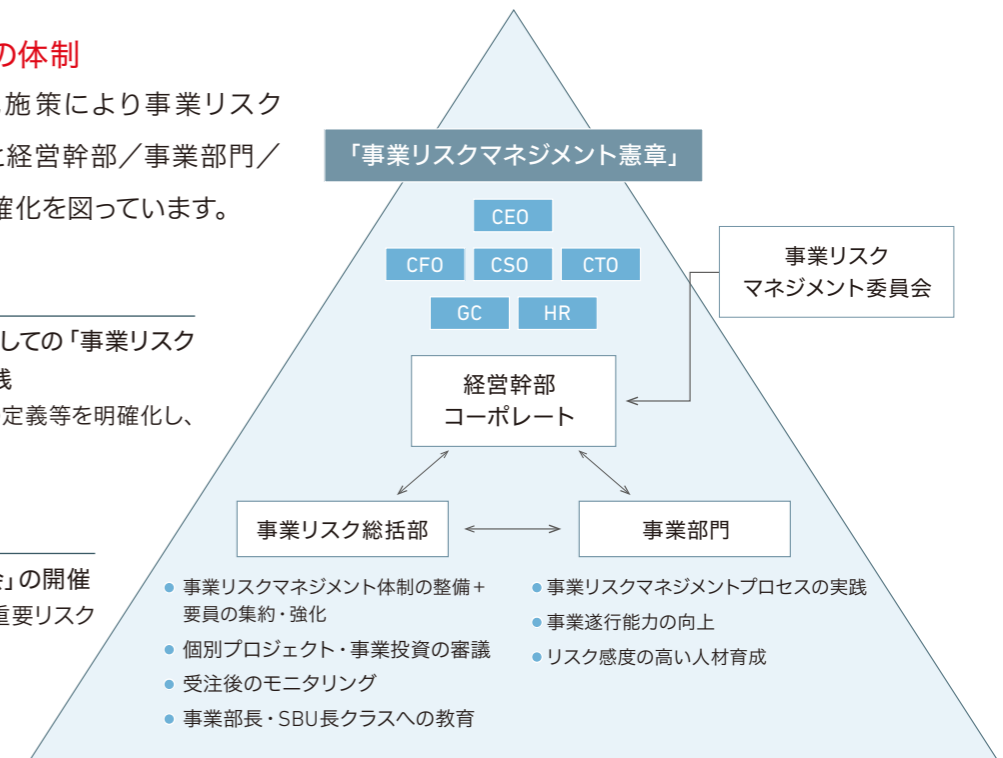 の体制
施策により事業リスク
と経営幹部／事業部門／
確化を図っています。
しての「事業リスク
践
定義等を明確化し、
」の開催
重要リスク
「事業リスクマネジメント憲章」
CEO
CFO CSO CTO
GC HR
事業リスク
マネジメント委員会
経営幹部
コーポレート
事業リスク総括部
事業部門
● 事業リスクマネジメント体制の整備＋
要員の集約・強化
● 個別プロジェクト・事業投資の審議
● 受注後のモニタリング
● 事業部長・SBU長クラスへの教育
● 事業リスクマネジメントプロセスの実践
● 事業遂行能力の向上
● リスク感度の高い人材育成